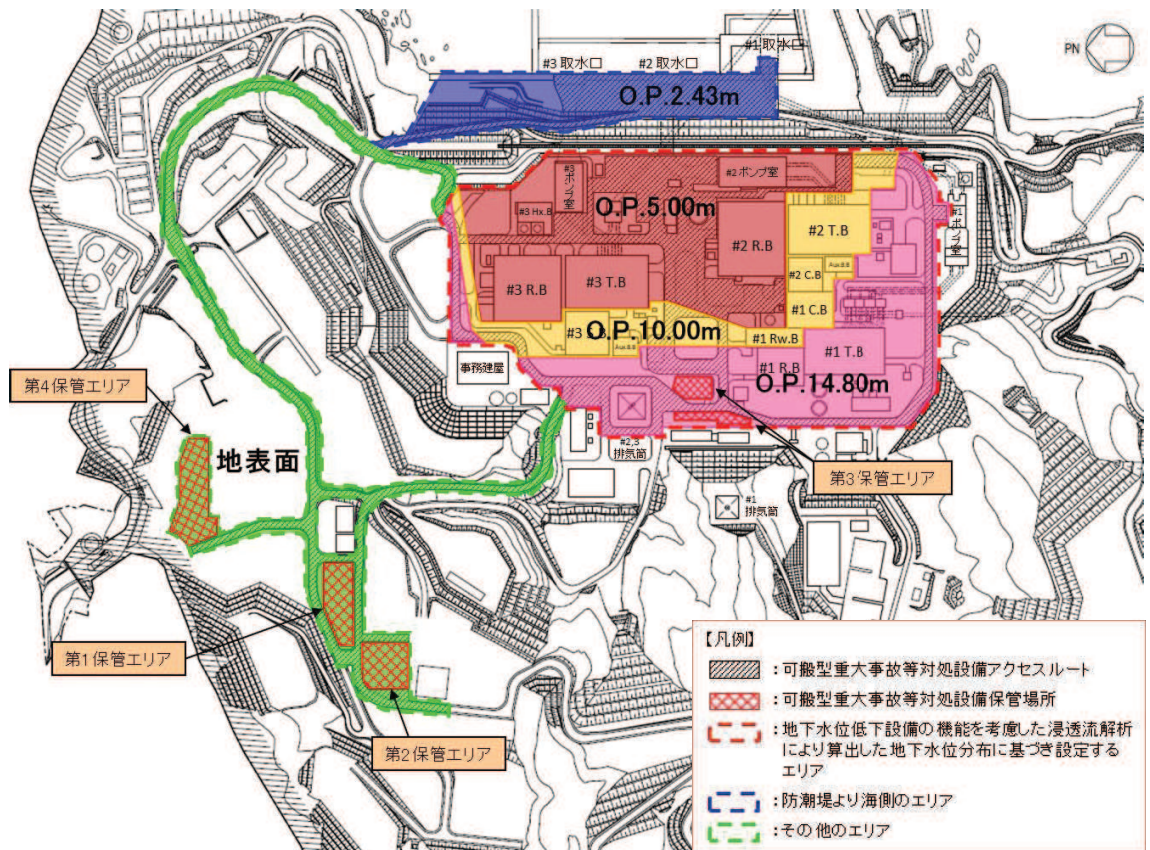 #1取水口
#3取水口
#2取水口
PN
O.P.2.43m
#3ポンプ室
#2ポンプ室
#3 Hx.B
O.P.5.00m
#1ポンプ室
#2 R.B
#2 T.B
#3 R.B
#3 T.B
#2 C.B
Aux.B.B
#1 C.B
O.P.10.00m
#1 Rw.B
#1 T.B
#1 R.B
事務建屋
O.P.14.80m
第4保管エリア
地表面
#2,3
排気筒
第3保管エリア
#1
排気筒
第1保管エリア
第2保管エリア
【凡例】
:可搬型重大事故等対処設備アクセスルート
:可搬型重大事故等対処設備保管場所
:地下水位低下設備の機能を考慮した浸透流解析
により算出した地下水位分布に基づき設定する
エリア
:防潮堤より海側のエリア
:その他のエリア